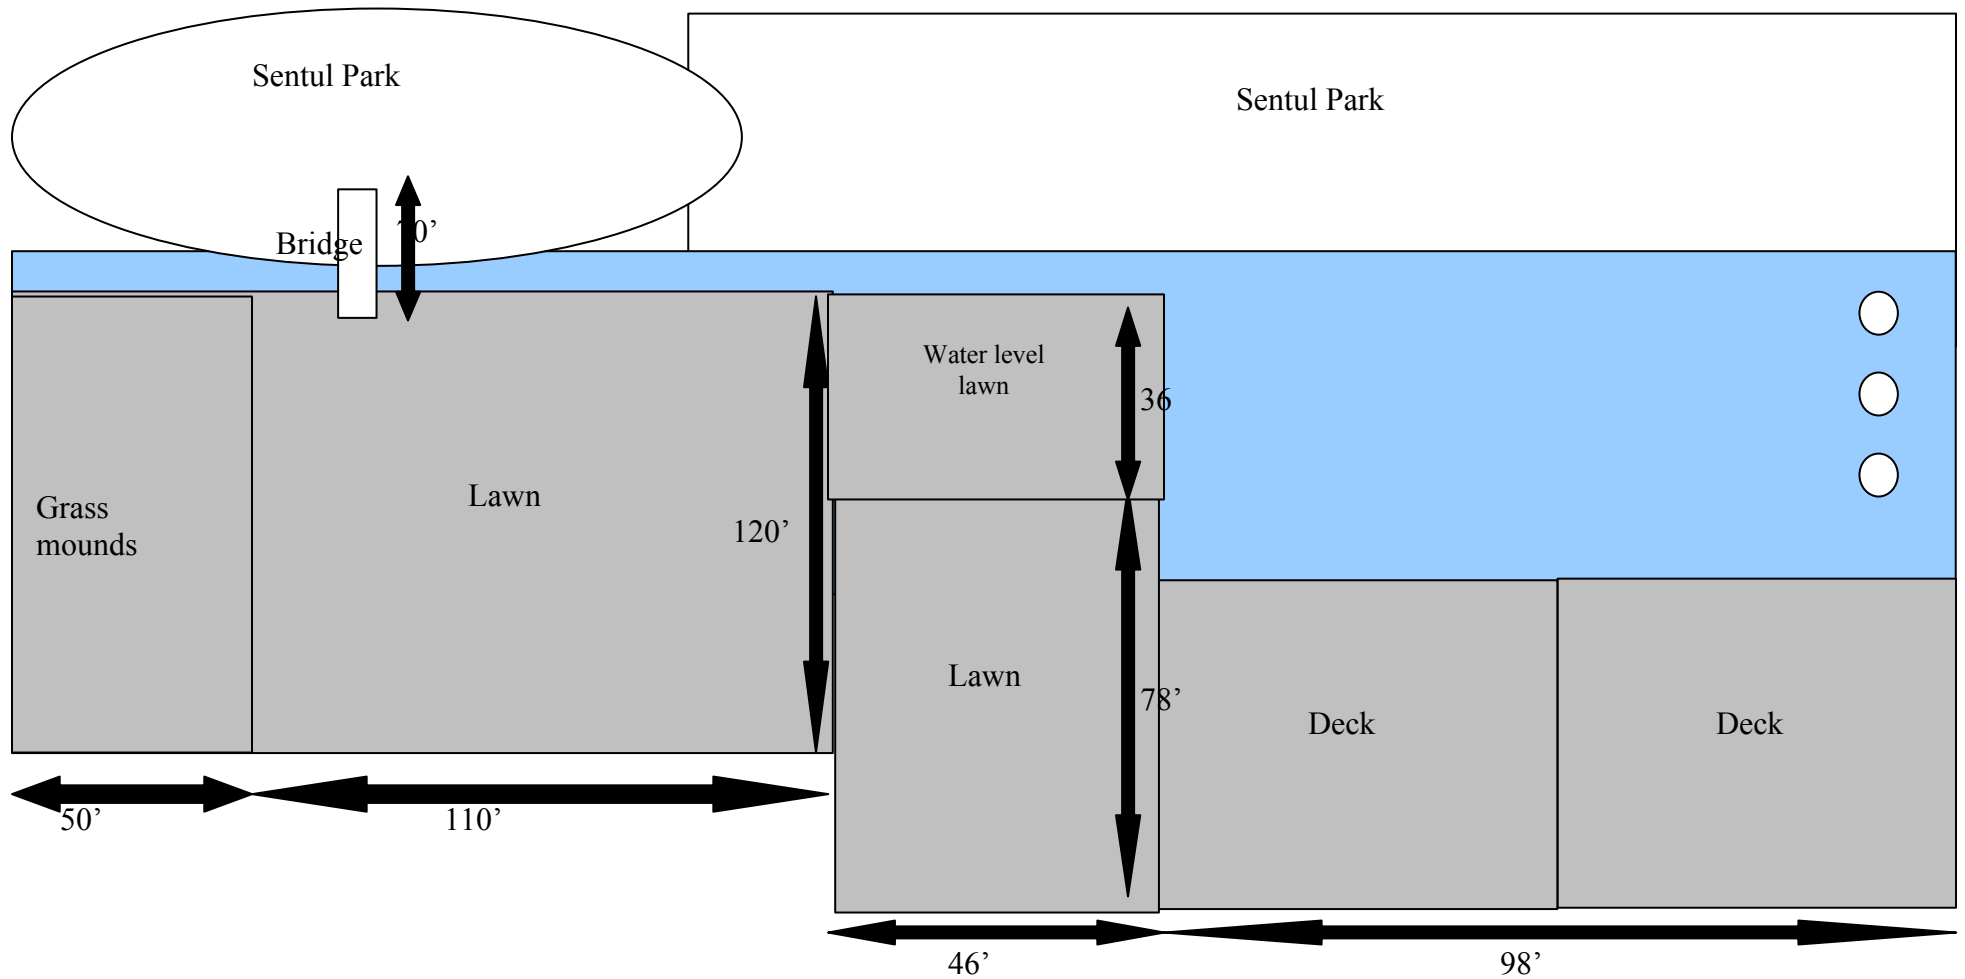 Sentul Park
Sentul Park
Bridge
Water level
lawn
36
Grass
mounds
Lawn
120’
Lawn
78’
Deck
Deck
50’
110’
46’
98’